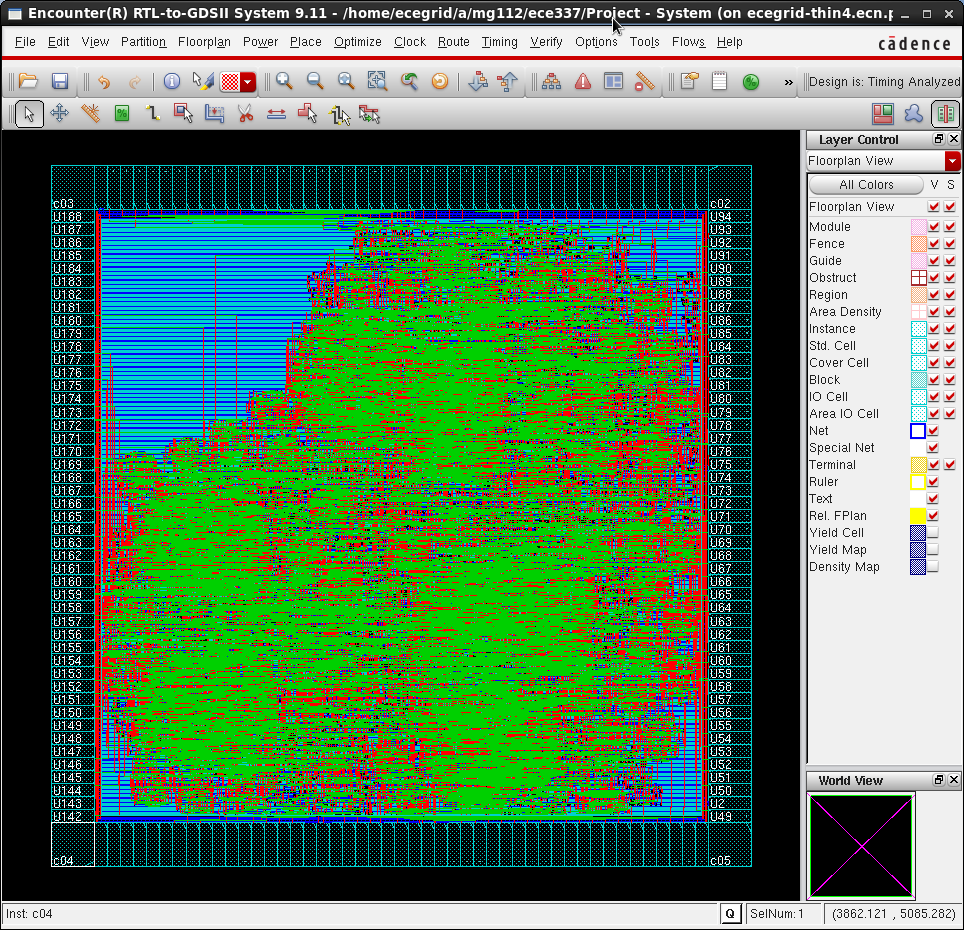 Encounter(R) RTL-to-GDSII System 9.11 - /home/ecegrid/a/mg112/ece337/Project - System (on ecegrid-thin4.ecn.p
File Edit View Partition Floorplan Power Place Optimize Clock Route Timing Verify Options Tools Flows Help
cādence
» Design is: Timing Analyzed
Layer Control
Floorplan View
All Colors V S
Floorplan View
Module
Fence
Guide
Obstruct
Region
Area Density
Instance
Std. Cell
Cover Cell
Block
IO Cell
Area IO Cell
Net
Special Net
Terminal
Ruler
Text
Rel. FPlan
Yield Cell
Yield Map
Density Map
World View
c03 c02
U188 U94
U187 U93
U186 U92
U185 U91
U184 U90
U183 U89
U182 U88
U181 U87
U180 U86
U179 U85
U178 U84
U177 U83
U176 U82
U175 U81
U174 U80
U173 U79
U172 U78
U171 U77
U170 U76
U169 U75
U168 U74
U167 U73
U166 U72
U165 U71
U164 U70
U163 U69
U162 U68
U161 U67
U160 U66
U159 U65
U158 U64
U157 U63
U156 U62
U155 U61
U154 U60
U153 U59
U152 U58
U151 U57
U150 U56
U149 U55
U148 U54
U147 U53
U146 U52
U145 U51
U144 U50
U143 U2
U142 U49
c04 c05
Inst: c04 Q SelNum: 1 (3862.121 , 5085.282)